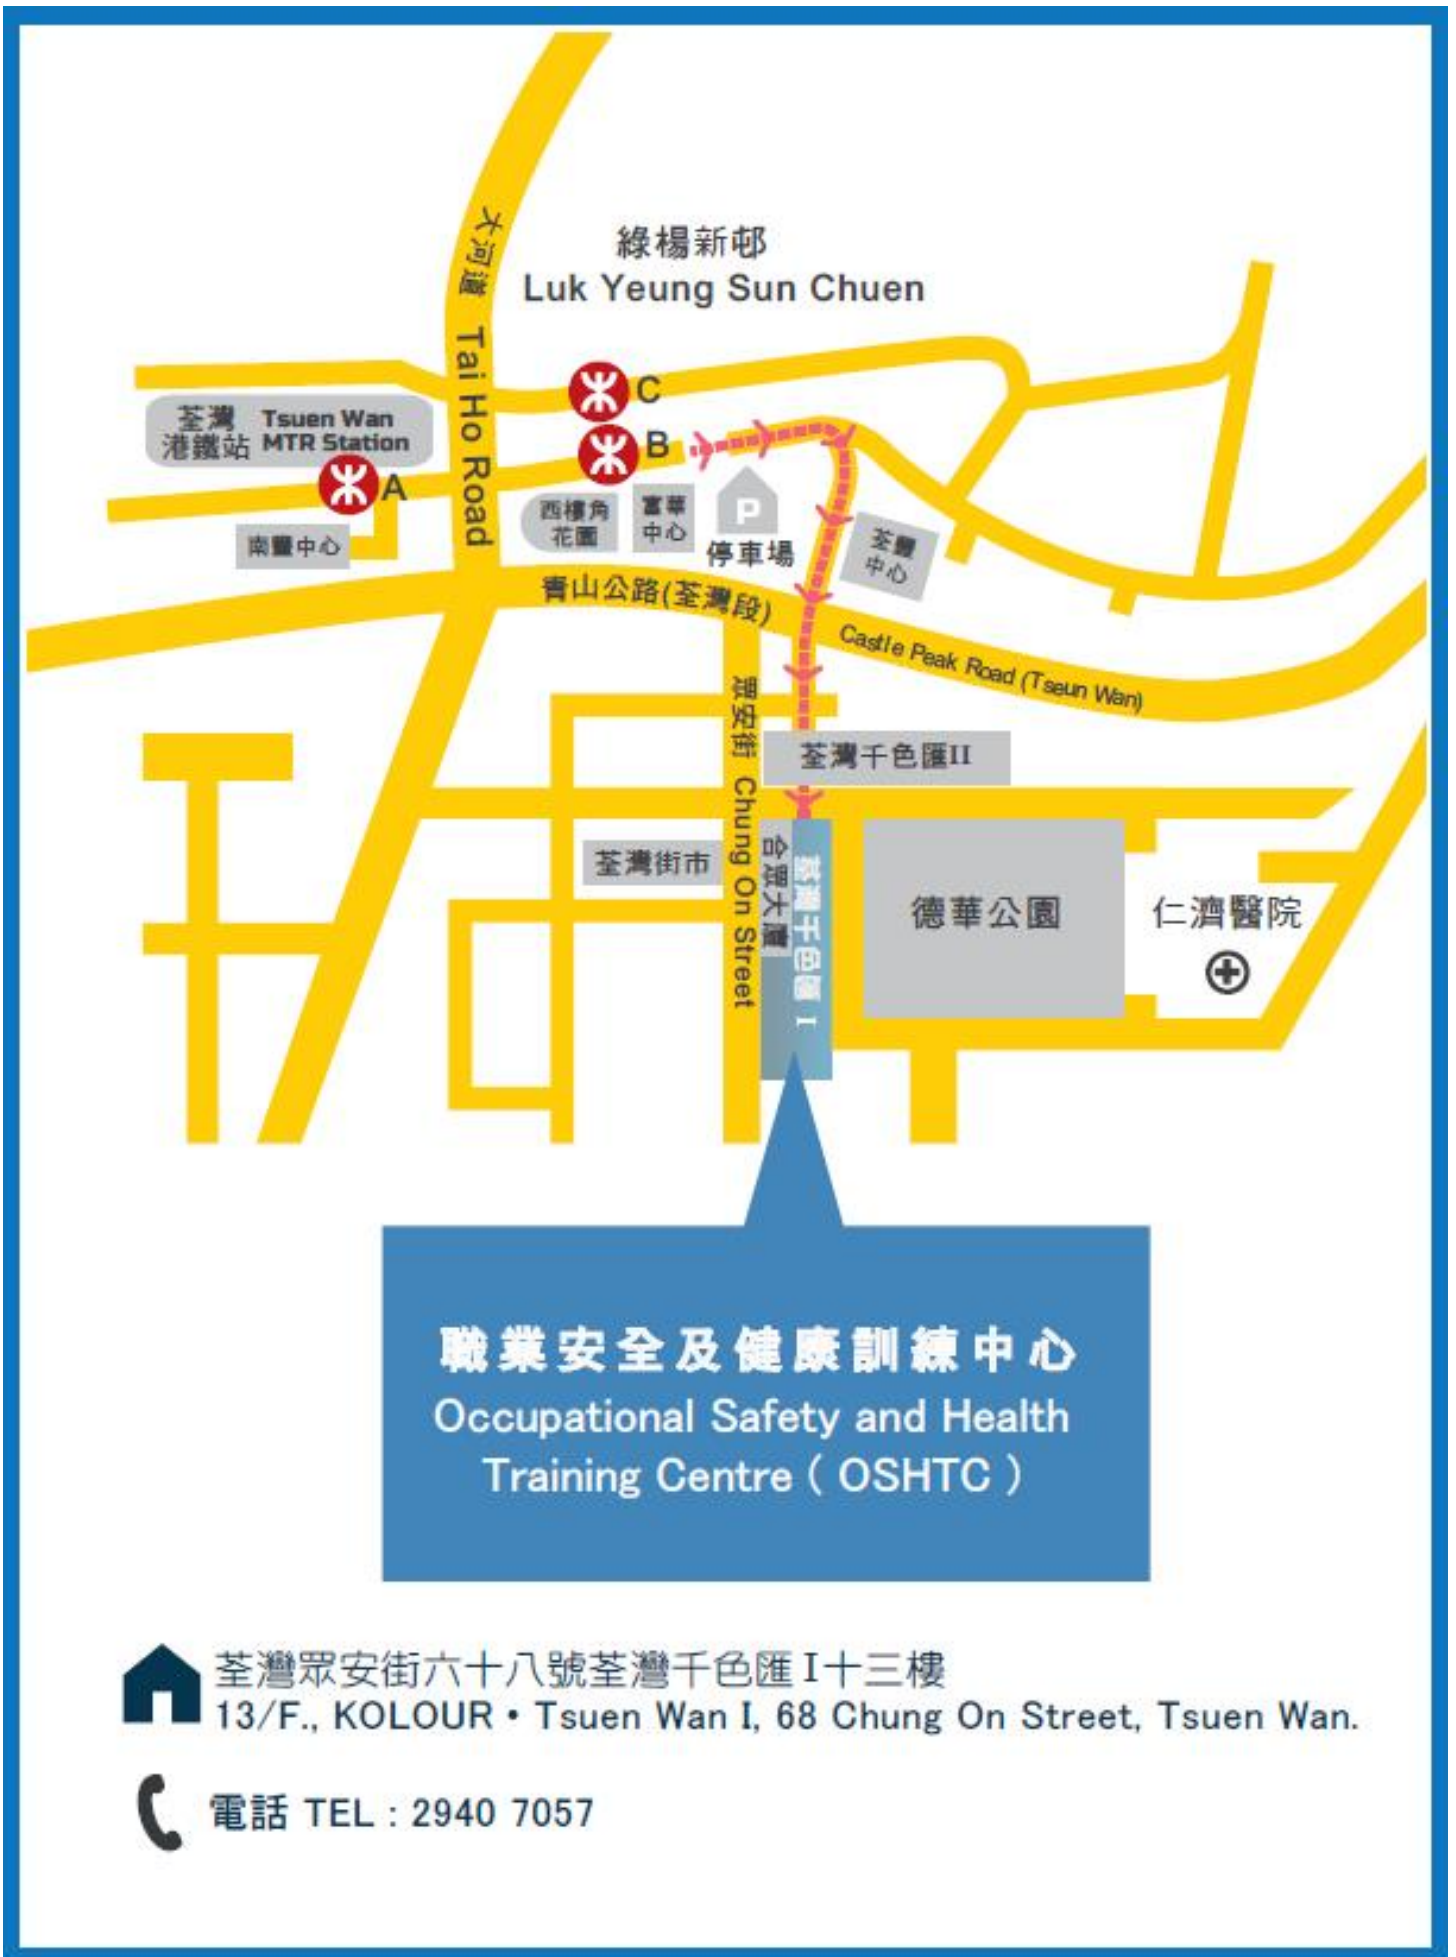 大河道 Tai Ho Road
綠楊新邨
Luk Yeung Sun Chuen
C
荃灣
港鐵站
Tsuen Wan
MTR Station
B
A
西樓角
花園
富華
中心
P
停車場
荃豐
中心
南豐中心
青山公路(荃灣段)
Castle Peak Road (Tseun Wan)
眾安街 Chung On Street
荃灣千色匯II
荃灣街市
合眾大廈
荃灣千色匯 I
德華公園
仁濟醫院
職業安全及健康訓練中心
Occupational Safety and Health
Training Centre ( OSHTC )
荃灣眾安街六十八號荃灣千色匯 I 十三樓
13/F., KOLOUR • Tsuen Wan I, 68 Chung On Street, Tsuen Wan.
電話 TEL : 2940 7057